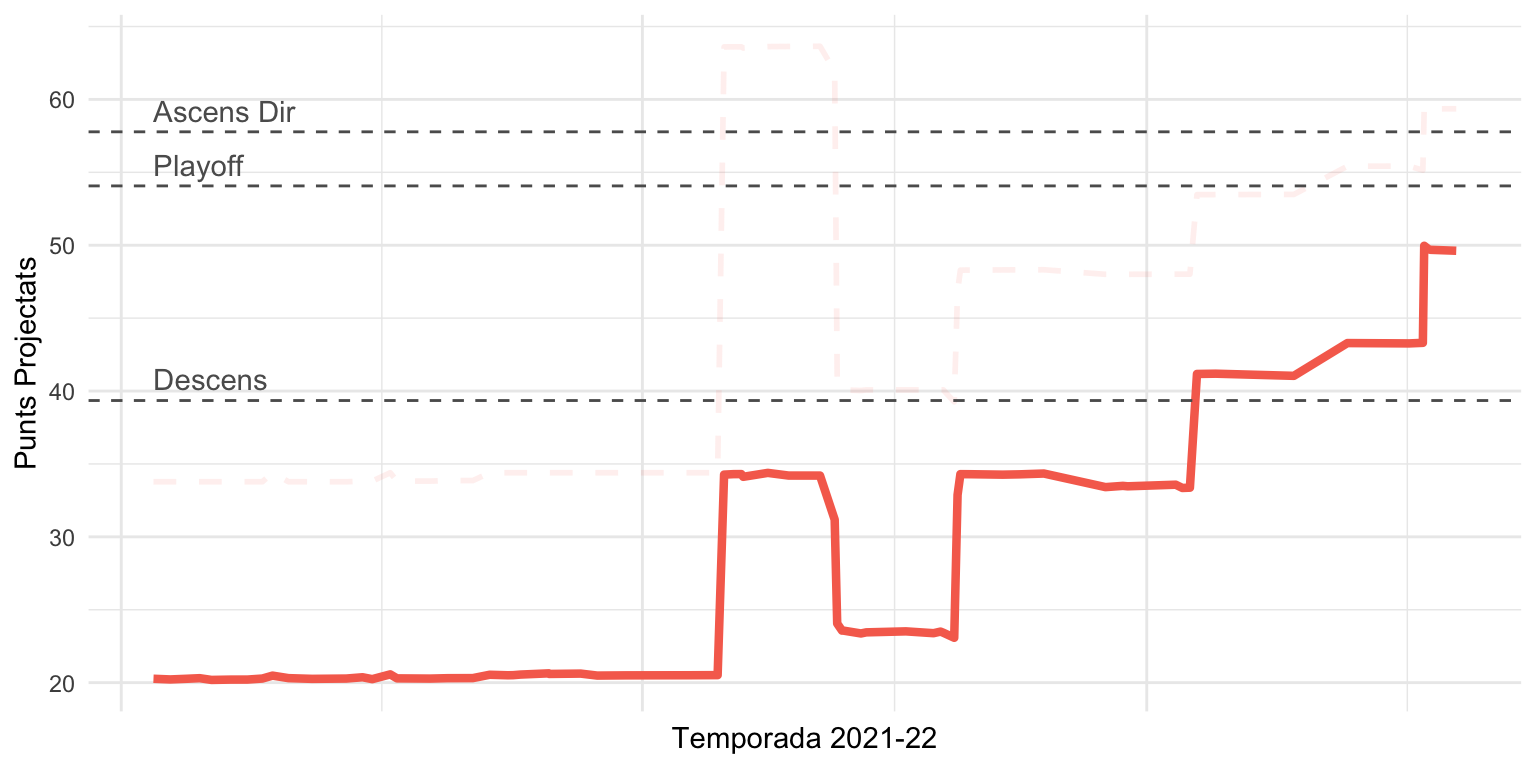 60
Ascens Dir
Playoff
50
40
Descens
30
20
Punts Projectats
Temporada 2021-22